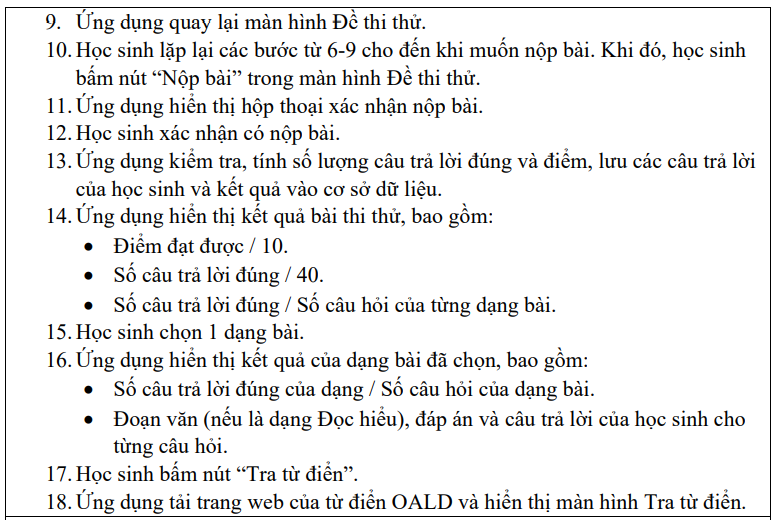 9. Ứng dụng quay lại màn hình Đề thi thử.
10. Học sinh lặp lại các bước từ 6-9 cho đến khi muốn nộp bài. Khi đó, học sinh
bấm nút “Nộp bài” trong màn hình Đề thi thử.
11. Ứng dụng hiển thị hộp thoại xác nhận nộp bài.
12. Học sinh xác nhận có nộp bài.
13. Ứng dụng kiểm tra, tính số lượng câu trả lời đúng và điểm, lưu các câu trả lời
của học sinh và kết quả vào cơ sở dữ liệu.
14. Ứng dụng hiển thị kết quả bài thi thử, bao gồm:
• Điểm đạt được / 10.
• Số câu trả lời đúng / 40.
• Số câu trả lời đúng / Số câu hỏi của từng dạng bài.
15. Học sinh chọn 1 dạng bài.
16. Ứng dụng hiển thị kết quả của dạng bài đã chọn, bao gồm:
• Số câu trả lời đúng của dạng / Số câu hỏi của dạng bài.
• Đoạn văn (nếu là dạng Đọc hiểu), đáp án và câu trả lời của học sinh cho
từng câu hỏi.
17. Học sinh bấm nút “Tra từ điển”.
18. Ứng dụng tải trang web của từ điển OALD và hiển thị màn hình Tra từ điển.